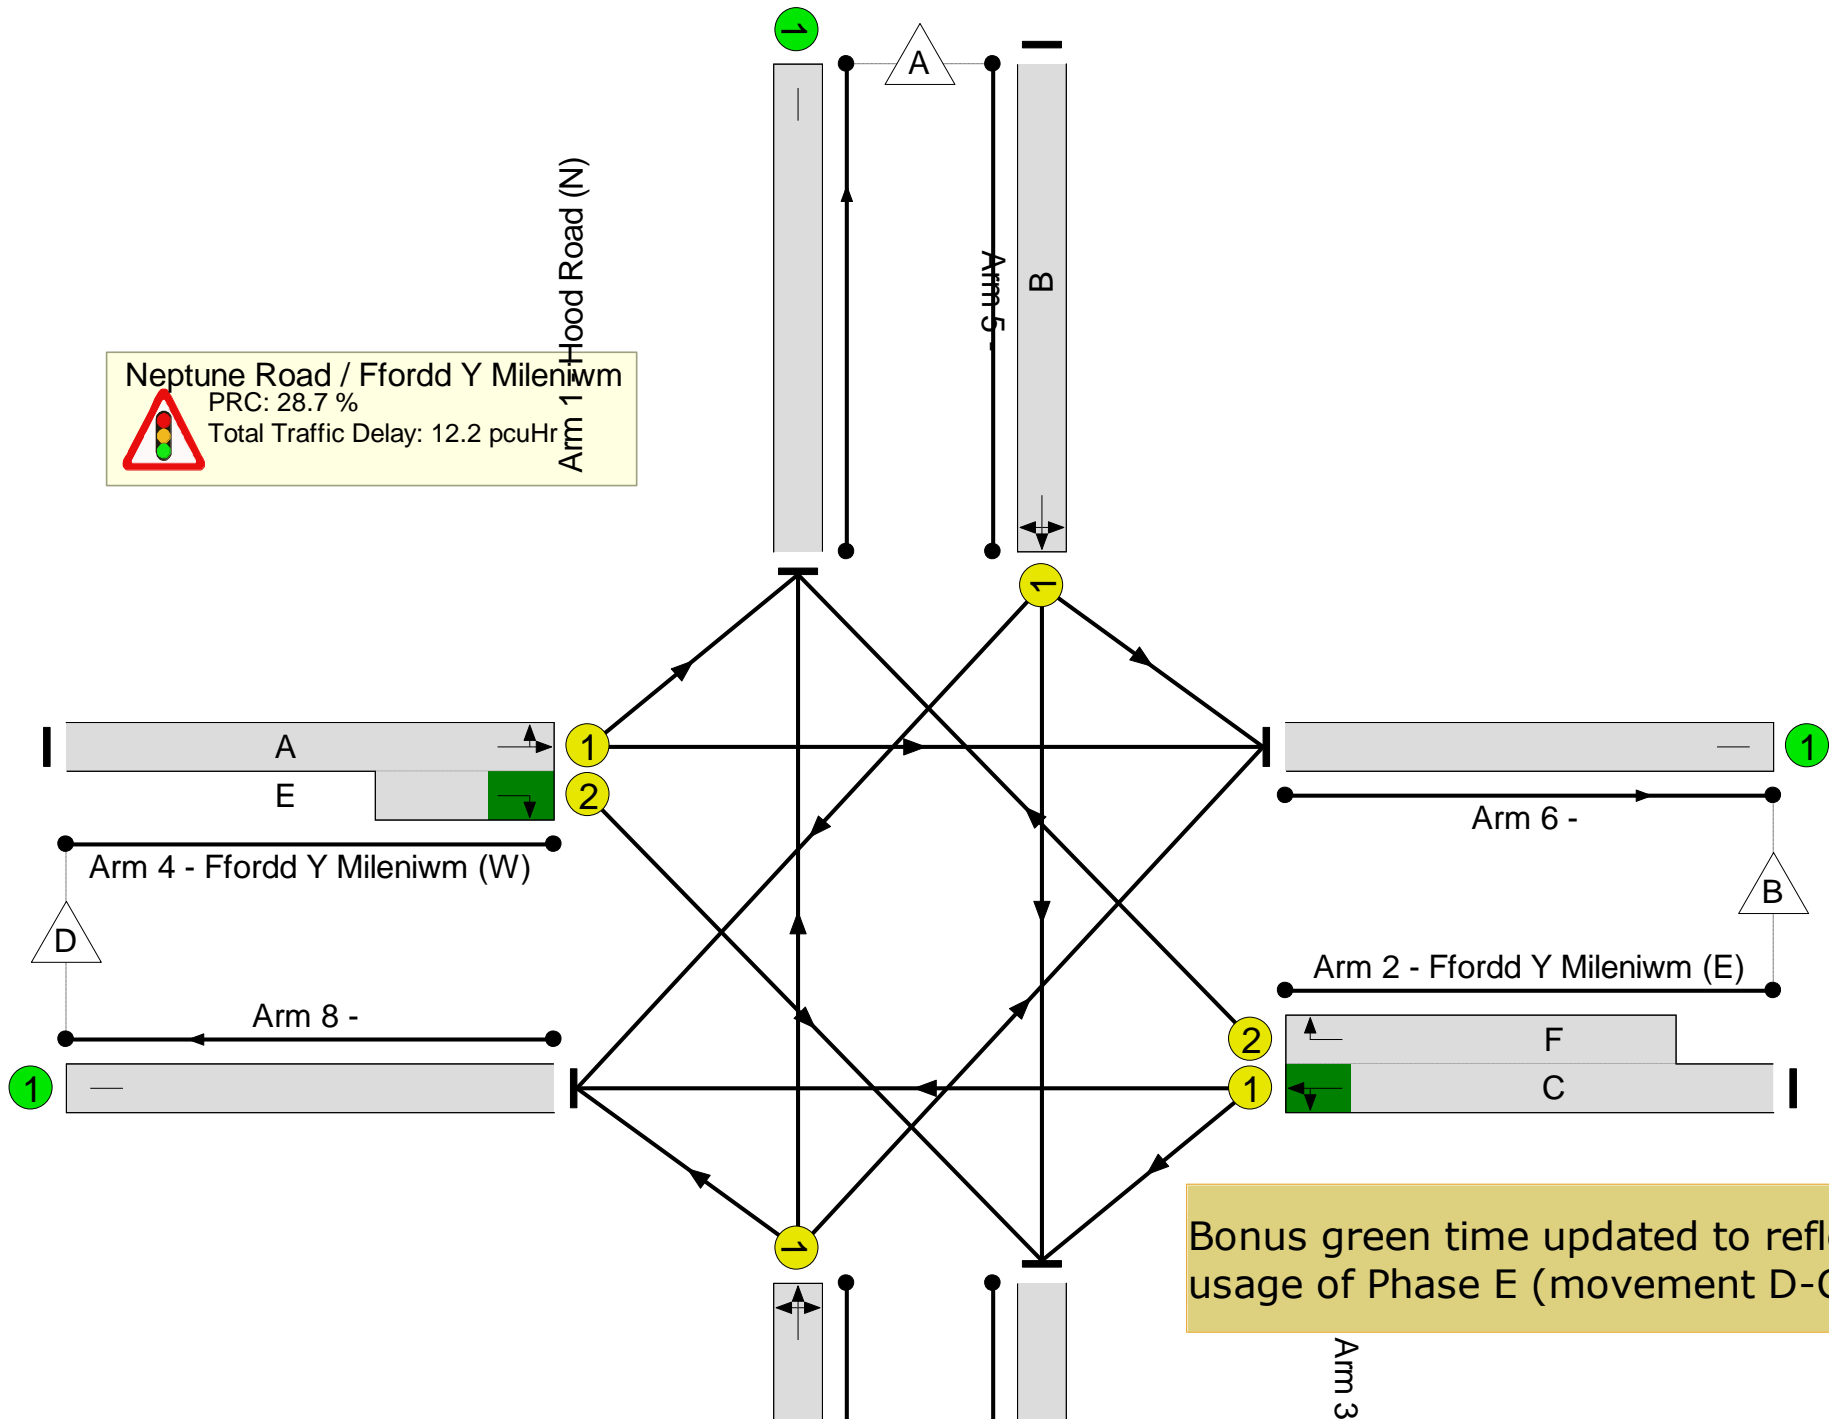 1
A
Arm 1 - Hood Road (N)
Arm 5 -
B
Neptune Road / Ffordd Y Mileniwm
PRC: 28.7 %
Total Traffic Delay: 12.2 pcuHr
1
A
1
1
E
2
Arm 6 -
Arm 4 - Ffordd Y Mileniwm (W)
B
D
Arm 2 - Ffordd Y Mileniwm (E)
Arm 8 -
2
F
1
1
C
1
Bonus green time updated to refl
usage of Phase E (movement D-
Arm 3